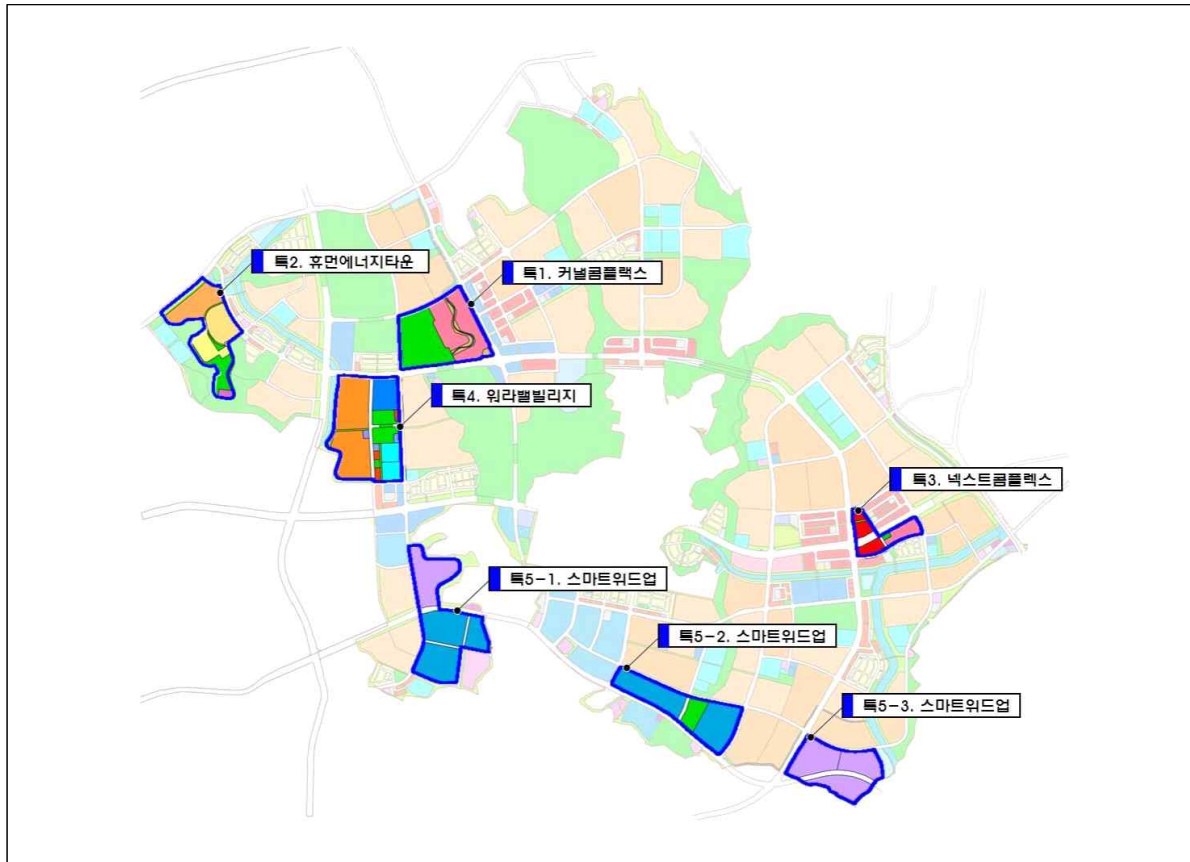 특2. 휴먼에너지타운
특1. 커낼콤플랙스
특4. 워라밸빌리지
특3. 넥스트콤플렉스
특5-1. 스마트위드업
특5-2. 스마트위드업
특5-3. 스마트위드업